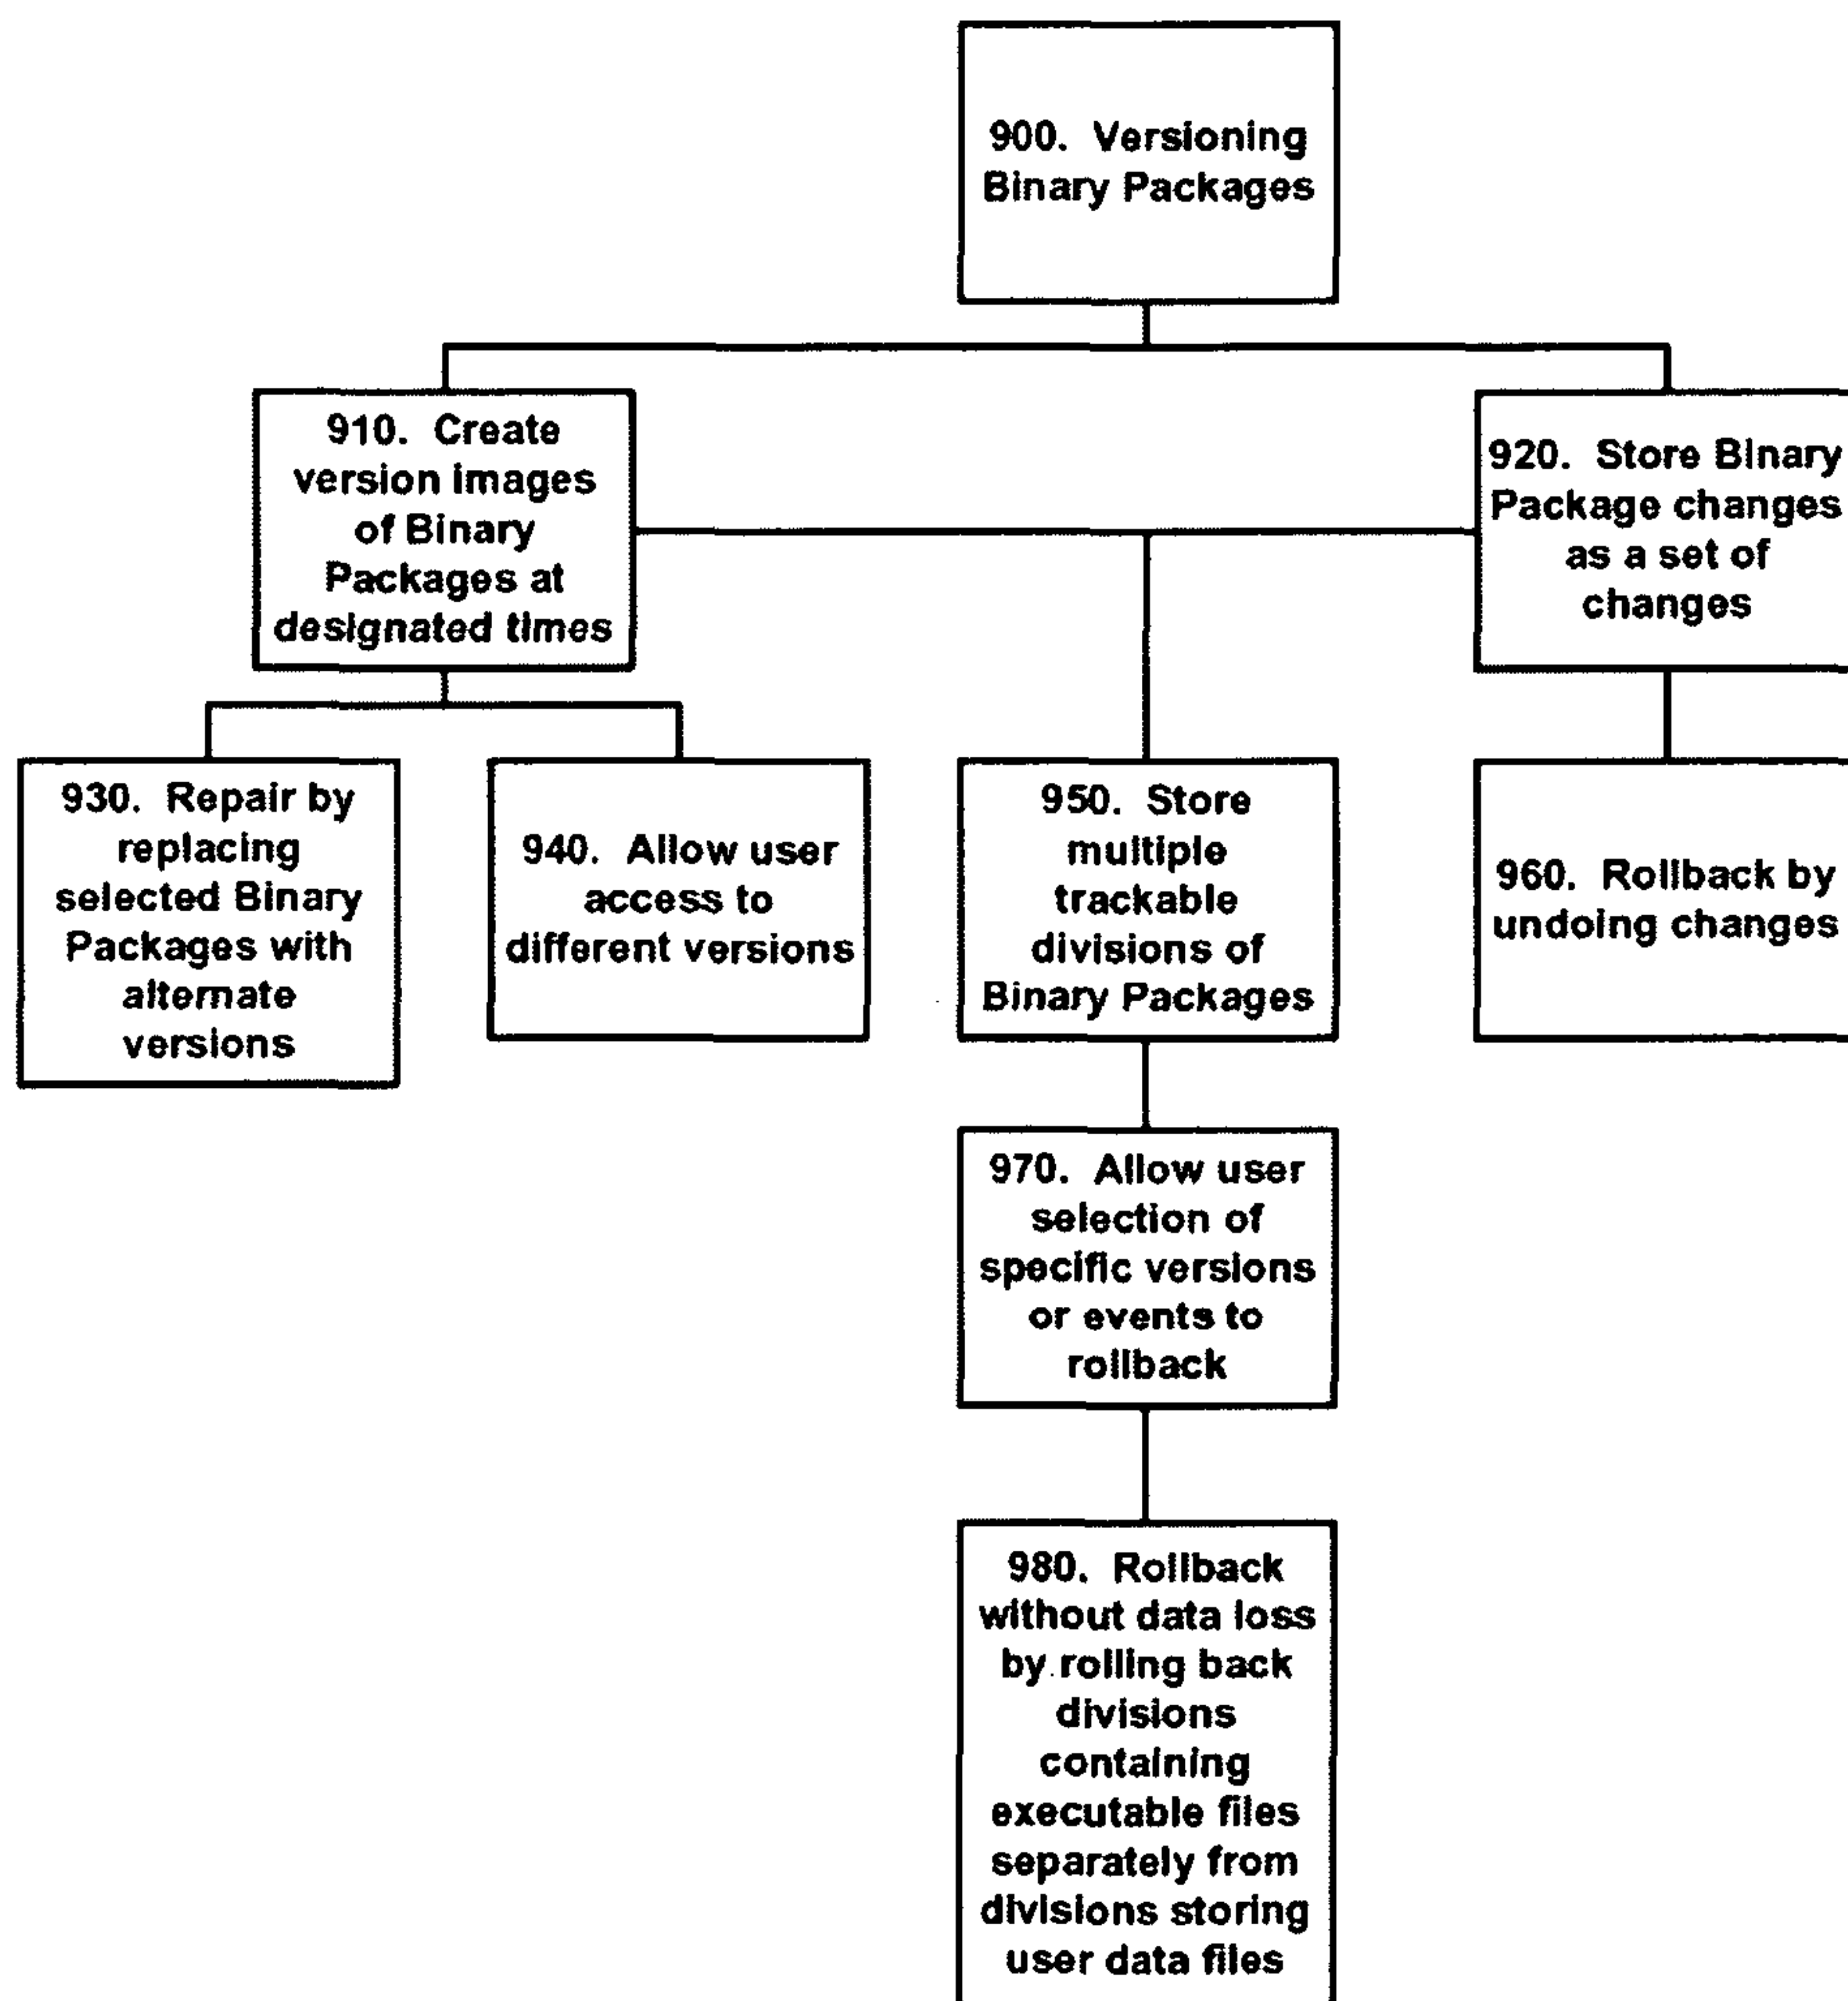 900. Versioning
Binary Packages
910. Create
version images
of Binary
Packages at
designated times
920. Store Binary
Package changes
as a set of
changes
930. Repair by
replacing
selected Binary
Packages with
alternate
versions
940. Allow user
access to
different versions
950. Store
multiple
trackable
divisions of
Binary Packages
960. Rollback by
undoing changes
970. Allow user
selection of
specific versions
or events to
rollback
980. Rollback
without data loss
by rolling back
divisions
containing
executable files
separately from
divisions storing
user data files